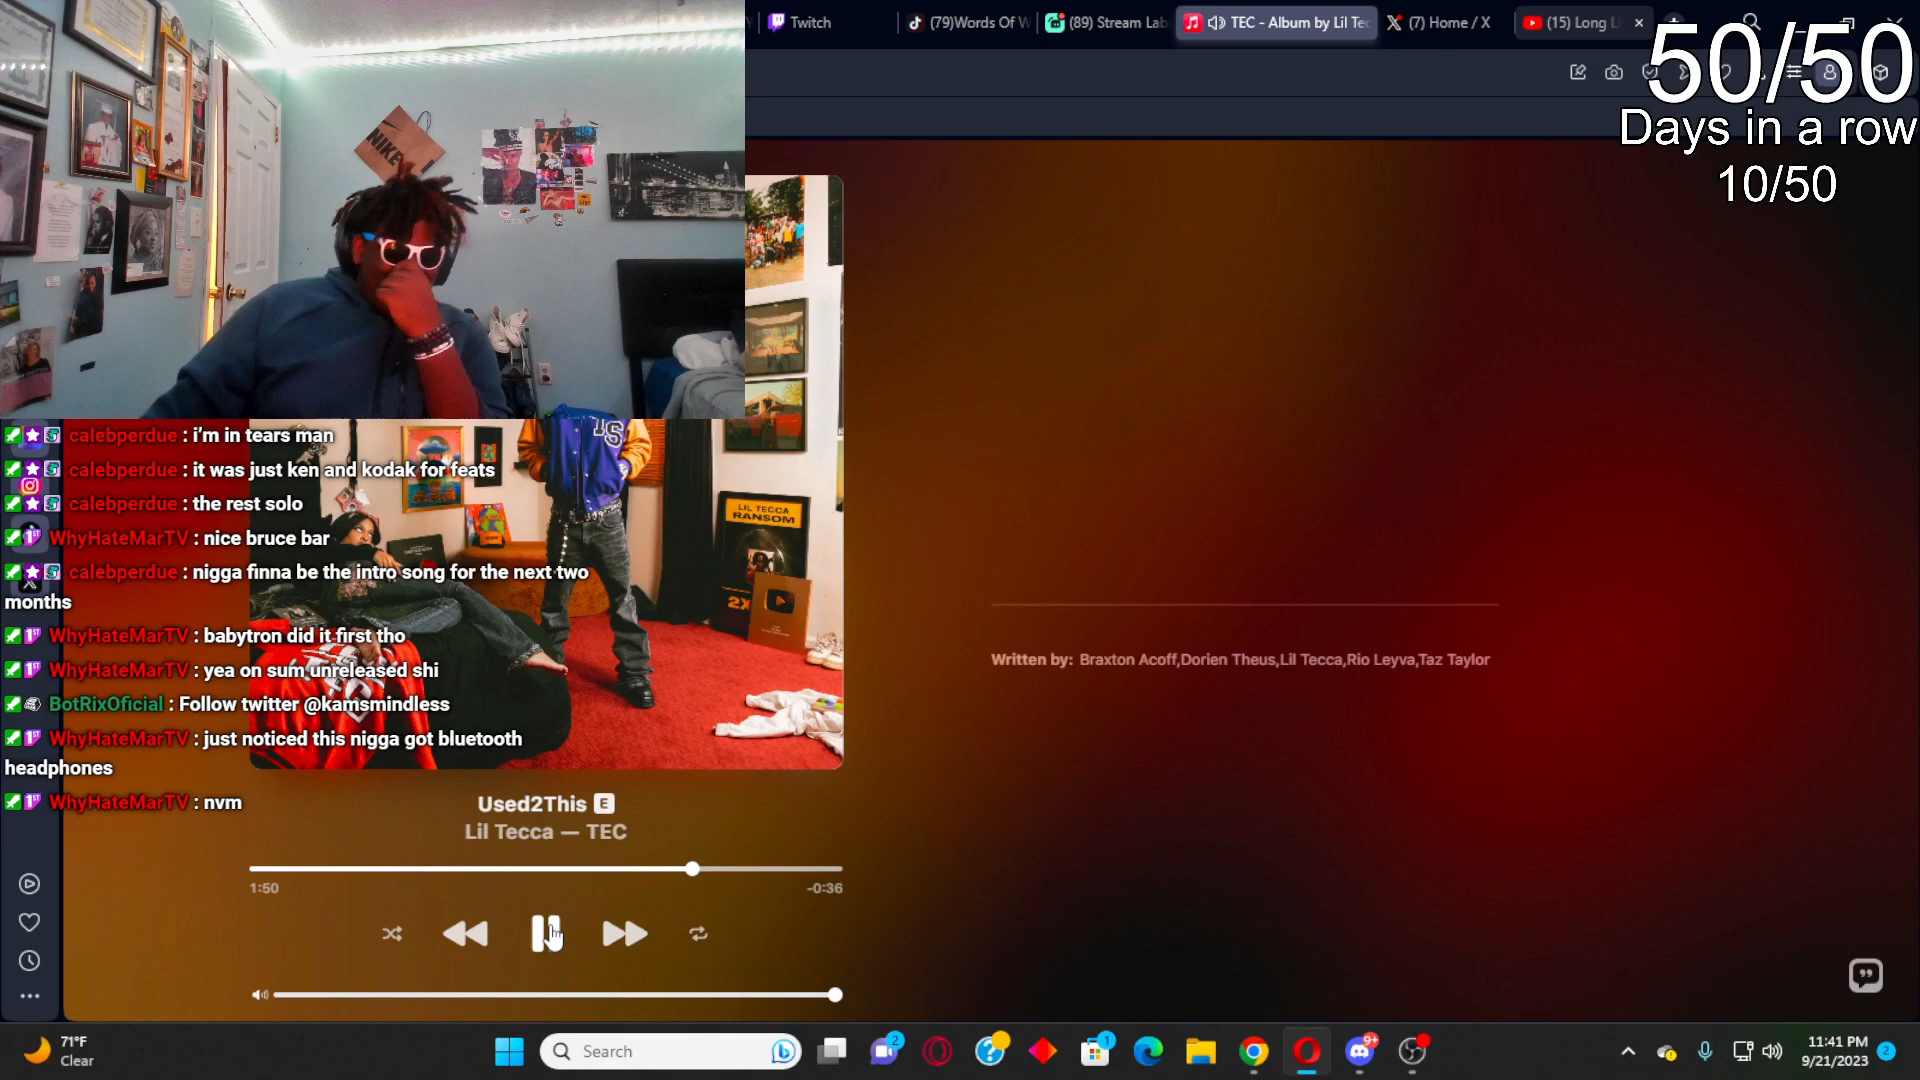 Twitch
(79)Words Of W
(89) Stream Lab
TEC - Album by Lil Tec
(7) Home / X
(15) Long Li
50/50
Days in a row
10/50
NIKE
calebperdue : i'm in tears man
calebperdue : it was just ken and kodak for feats
calebperdue : the rest solo
WhyHateMarTV : nice bruce bar
calebperdue : nigga finna be the intro song for the next two
months
WhyHateMarTV : babytron did it first tho
WhyHateMarTV : yea on sum unreleased shi
BotRixOficial : Follow twitter @kamsmindless
WhyHateMarTV : just noticed this nigga got bluetooth
headphones
WhyHateMarTV : nvm
LIL TECCA
RANSOM
2X
Written by: Braxton Acoff,Dorien Theus,Lil Tecca,Rio Leyva,Taz Taylor
Used2This E
Lil Tecca — TEC
1:50
-0:36
71°F
Clear
Search
2
1
9+
11:41 PM
9/21/2023
2